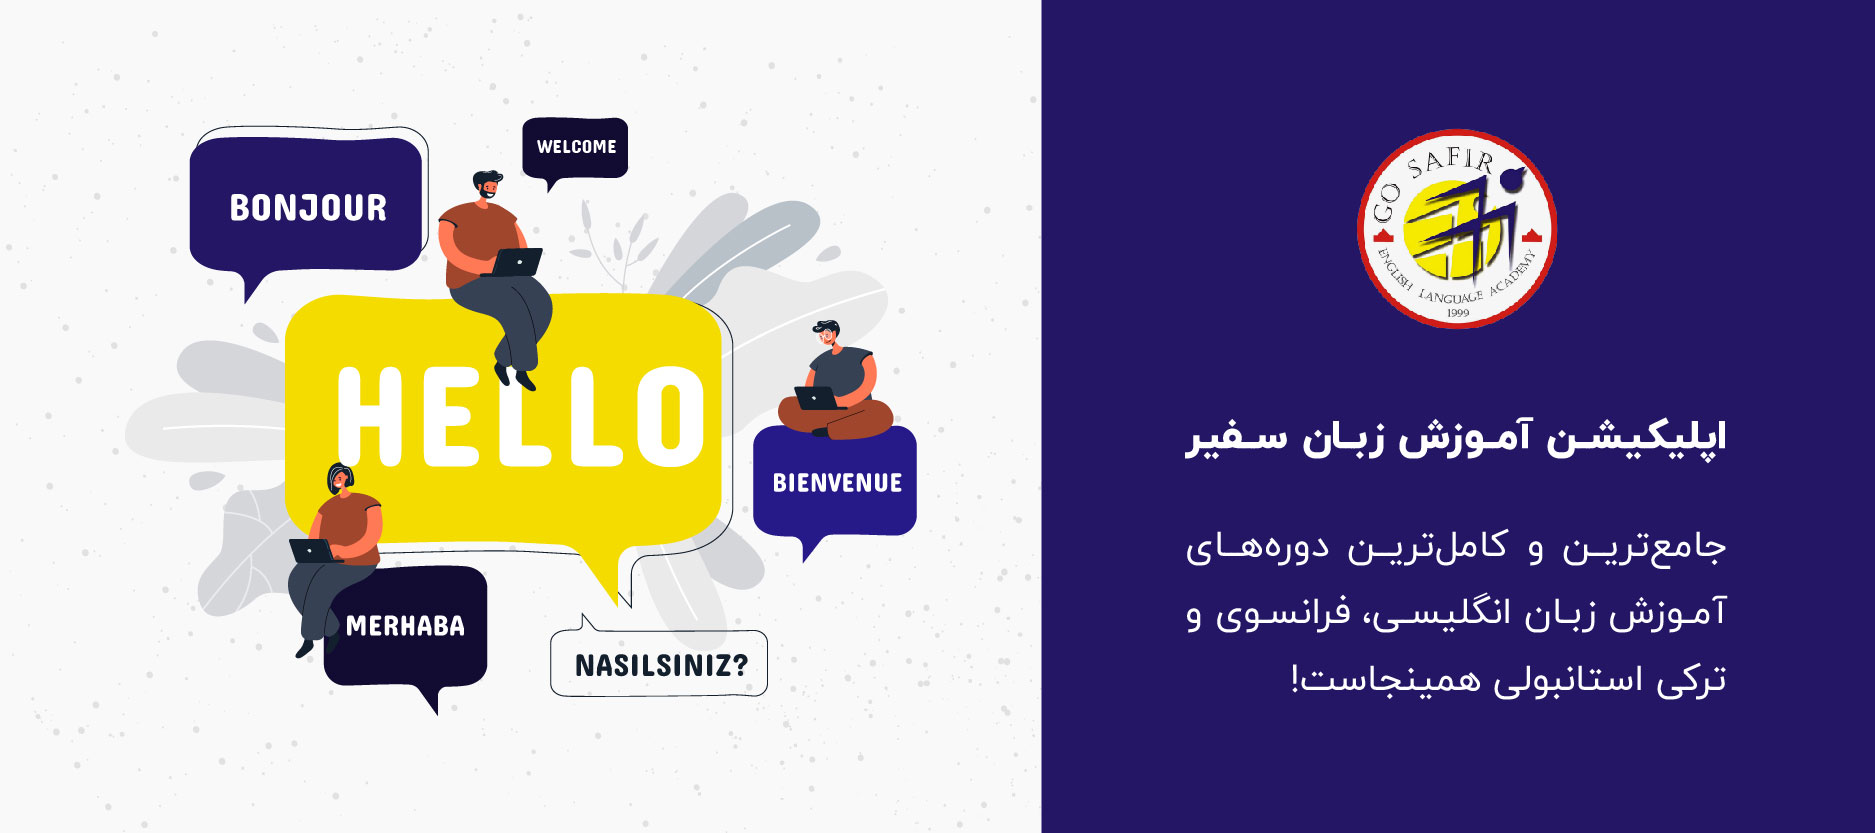 BONJOUR
WELCOME
HELLO
BIENVENUE
MERHABA
NASILSINIZ?
GO SAFIR
ENGLISH LANGUAGE ACADEMY
1999
اپلیکیشن آموزش زبان سفیر
جامع‌ترین و کامل‌ترین دوره‌های
آموزش زبان انگلیسی، فرانسوی و
ترکی استانبولی همینجاست!